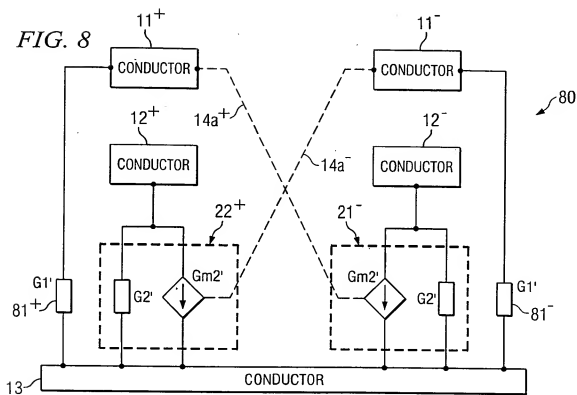 FIG. 8
11+
11-
CONDUCTOR
CONDUCTOR
80
12+
14a+
12-
14a-
CONDUCTOR
CONDUCTOR
22+
21-
G1'
81+
G2'
Gm2'
Gm2'
G2'
G1'
81-
13
CONDUCTOR